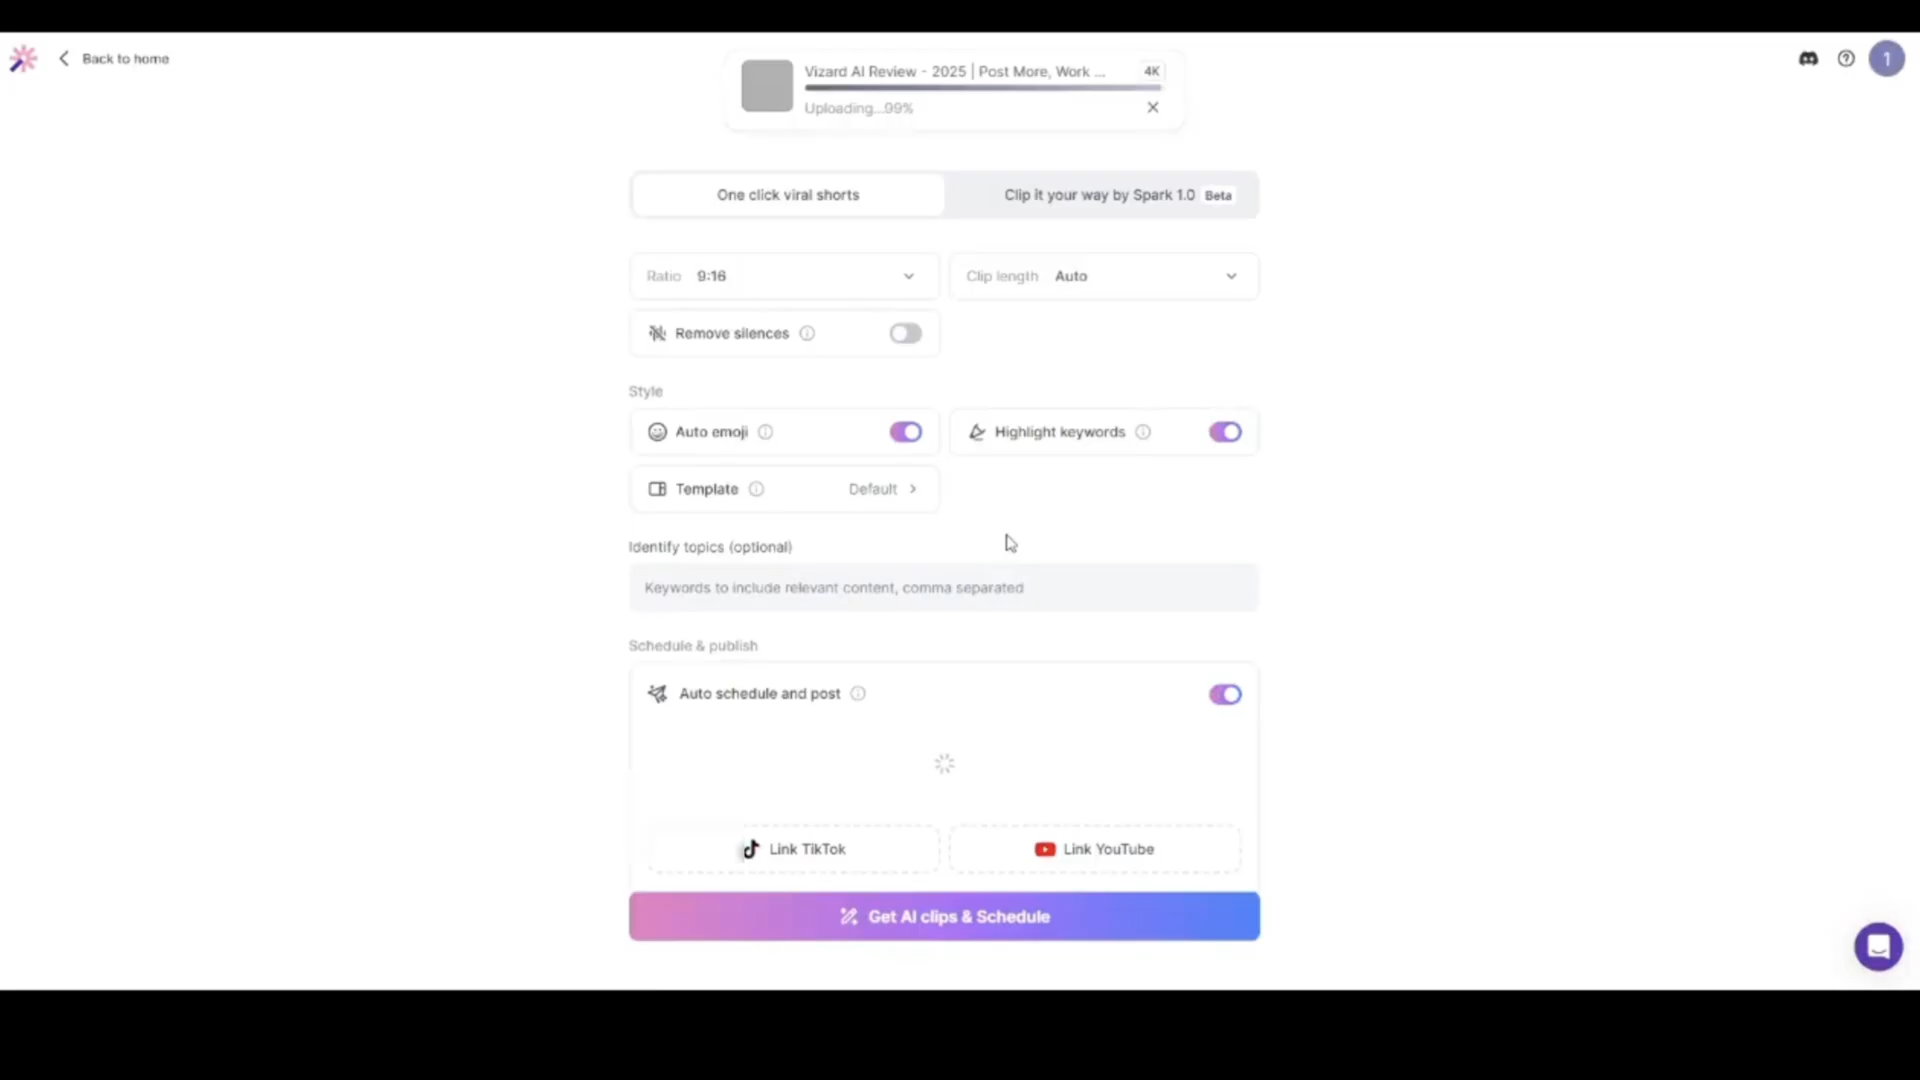 Back to home
1
Vizard AI Review - 2025 | Post More, Work ...
4K
Uploading...99%
One click viral shorts
Clip it your way by Spark 1.0 Beta
Ratio 9:16
Clip length Auto
Remove silences
Style
Auto emoji
Highlight keywords
Template
Default
Identify topics (optional)
Keywords to include relevant content, comma separated
Schedule & publish
Auto schedule and post
Link TikTok
Link YouTube
Get AI clips & Schedule